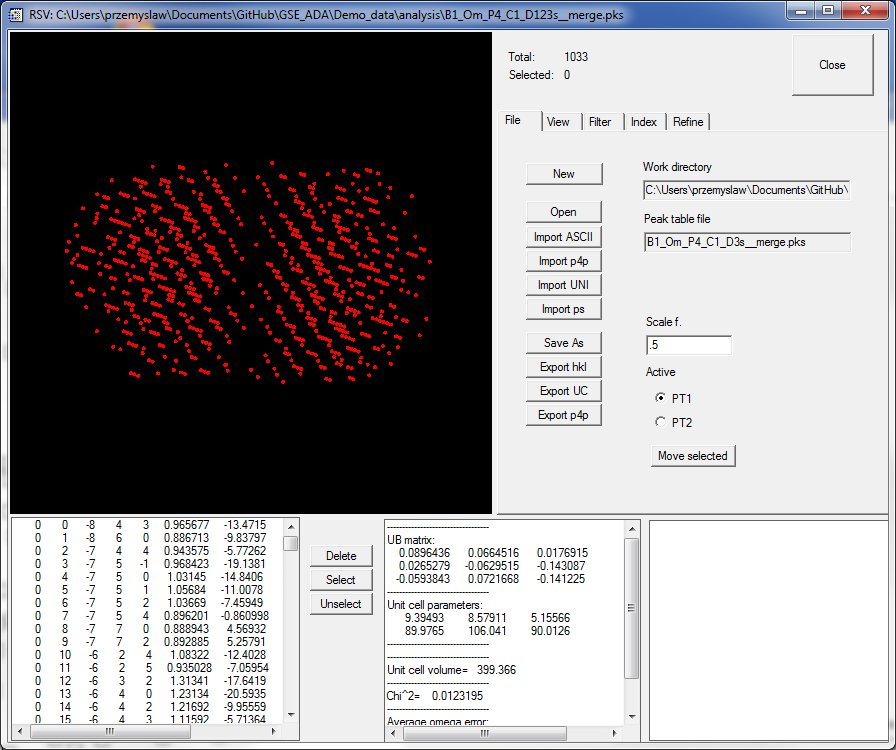 RSV: C:\Users\przemyslaw\Documents\GitHub\GSE_ADA\Demo_data\analysis\B1_Om_P4_C1_D123s__merge.pks
Total: 1033
Selected: 0
Close
File View Filter Index Refine
New
Open
Import ASCII
Import p4p
Import UNI
Import ps
Save As
Export hkl
Export UC
Export p4p
Work directory
C:\Users\przemyslaw\Documents\GitHub\
Peak table file
B1_Om_P4_C1_D3s__merge.pks
Scale f.
.5
Active
PT1
PT2
Move selected
0 0 -8 4 3 0.965677 -13.4715
0 1 -8 6 0 0.886713 -9.83797
0 2 -7 4 4 0.943575 -5.77262
0 3 -7 5 -1 0.968423 -19.1381
0 4 -7 5 0 1.03145 -14.8406
0 5 -7 5 1 1.05684 -11.0078
0 6 -7 5 2 1.03669 -7.45949
0 7 -7 5 4 0.896201 -0.860998
0 8 -7 7 0 0.888943 4.56932
0 9 -7 7 2 0.892885 5.25791
0 10 -6 2 4 1.08322 -12.4028
0 11 -6 2 5 0.935028 -7.05954
0 12 -6 3 2 1.31341 -17.6419
0 13 -6 4 0 1.23134 -20.5935
0 14 -6 4 2 1.21692 -9.95559
0 15 -6 4 3 1.11592 -5.71364
Delete
Select
Unselect
UB matrix:
0.0896436 0.0664516 0.0176915
0.0265279 -0.0629515 -0.143087
-0.0593843 0.0721668 -0.141225
Unit cell parameters:
9.39493 8.57911 5.15566
89.9765 106.041 90.0126
Unit cell volume= 399.366
Chi^2= 0.0123195
Average omega error: